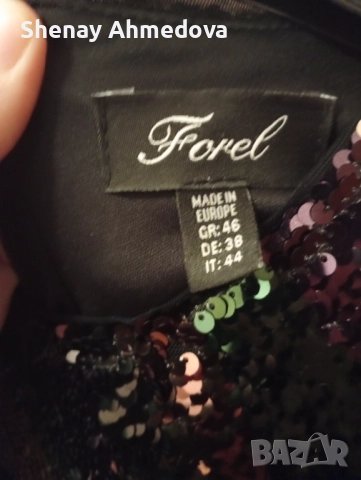 Shenay Ahmedova
Forel
MADE IN
EUROPE
GR: 46
DE: 38
IT: 44
BAZAR